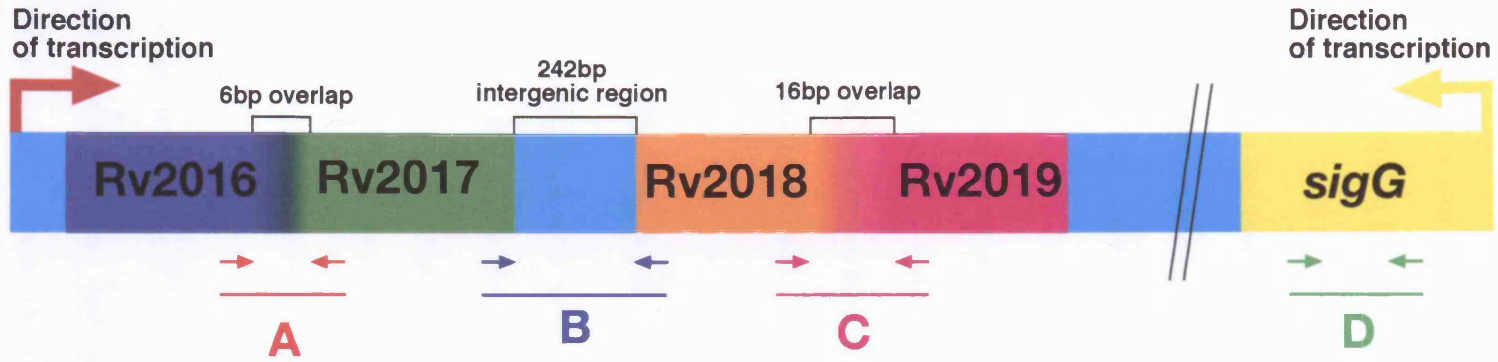 Direction
of transcription
6bp overlap
242bp
intergenic region
16bp overlap
Direction
of transcription
Rv2016
Rv2017
Rv2018
Rv2019
sigG
A
B
C
D